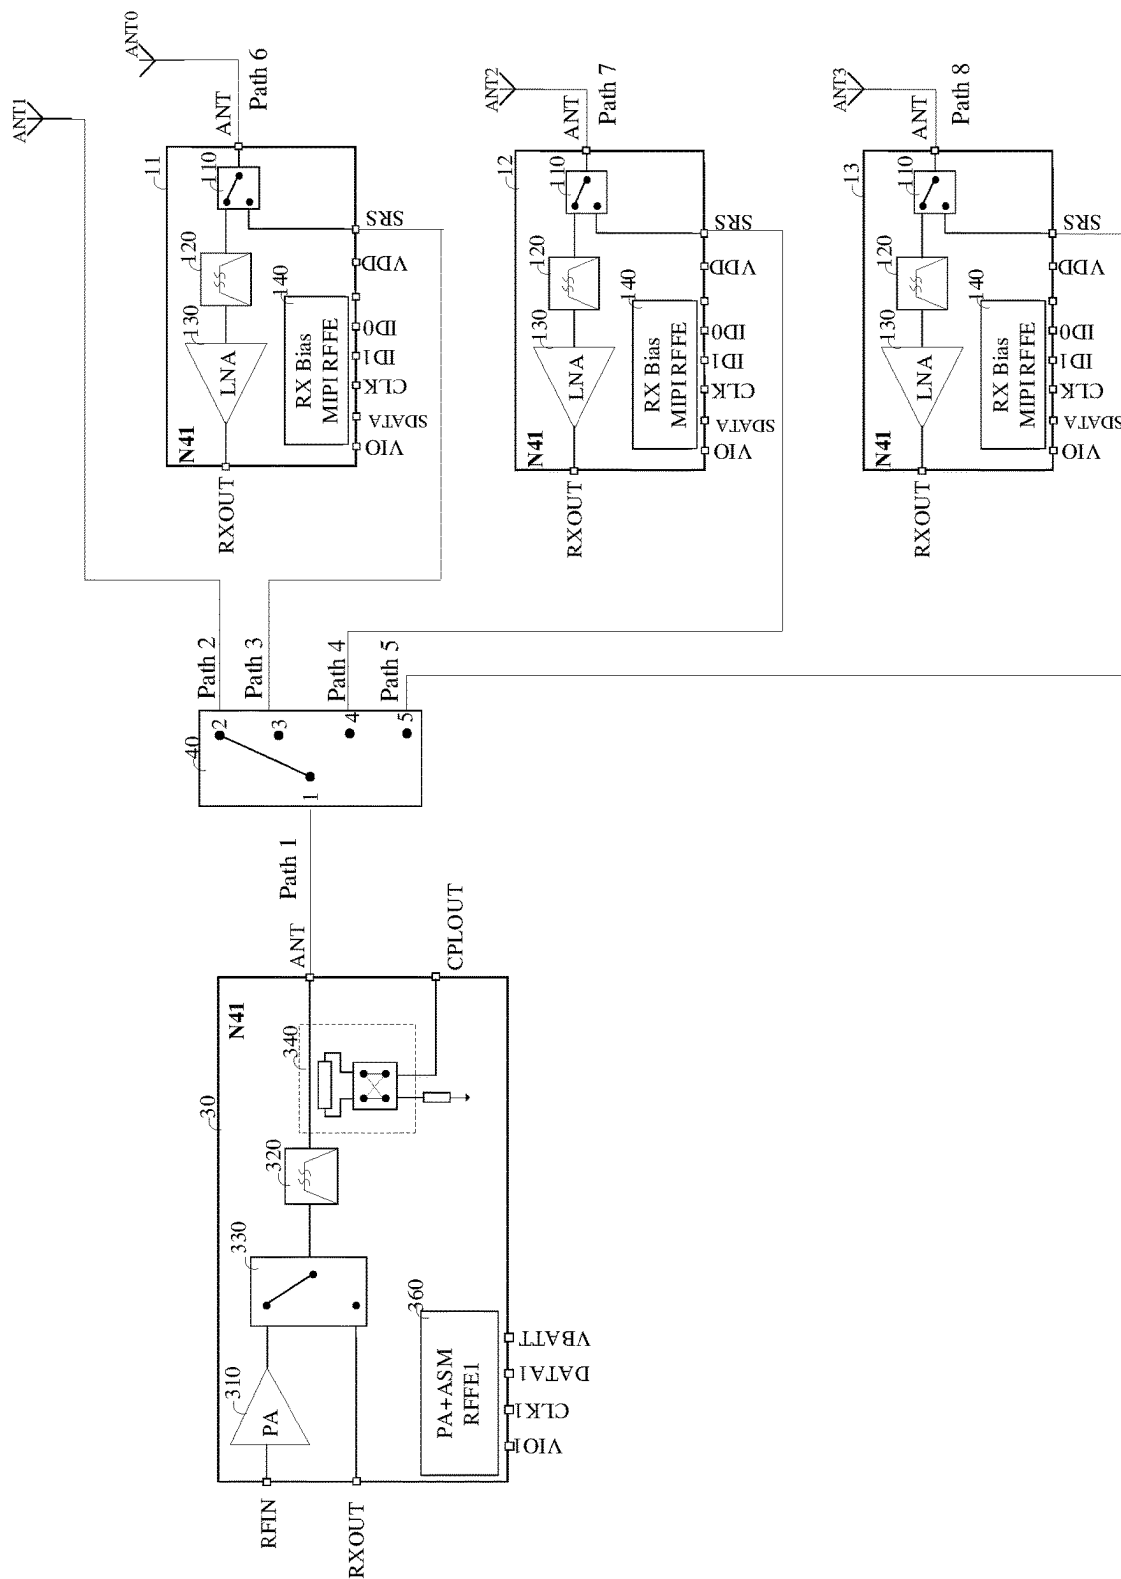 ANT1
ANT0
Path 6
ANT
11
110
120
130
LNA
140
RX Bias
MIPI RFFE
N41
RXOUT
SRS
VDD
ID0
ID1
CLK
SDATA
VIO
ANT2
Path 7
ANT
12
110
120
130
LNA
140
RX Bias
MIPI RFFE
N41
RXOUT
SRS
VDD
ID0
ID1
CLK
SDATA
VIO
ANT3
Path 8
ANT
13
110
120
130
LNA
140
RX Bias
MIPI RFFE
N41
RXOUT
SRS
VDD
ID0
ID1
CLK
SDATA
VIO
Path 2
Path 3
Path 4
Path 5
40
2
3
4
5
1
Path 1
ANT
CPLOUT
N41
30
340
320
330
310
PA
360
PA+ASM
RFFE1
VBATT
DATA1
CLK1
VIO1
RFIN
RXOUT